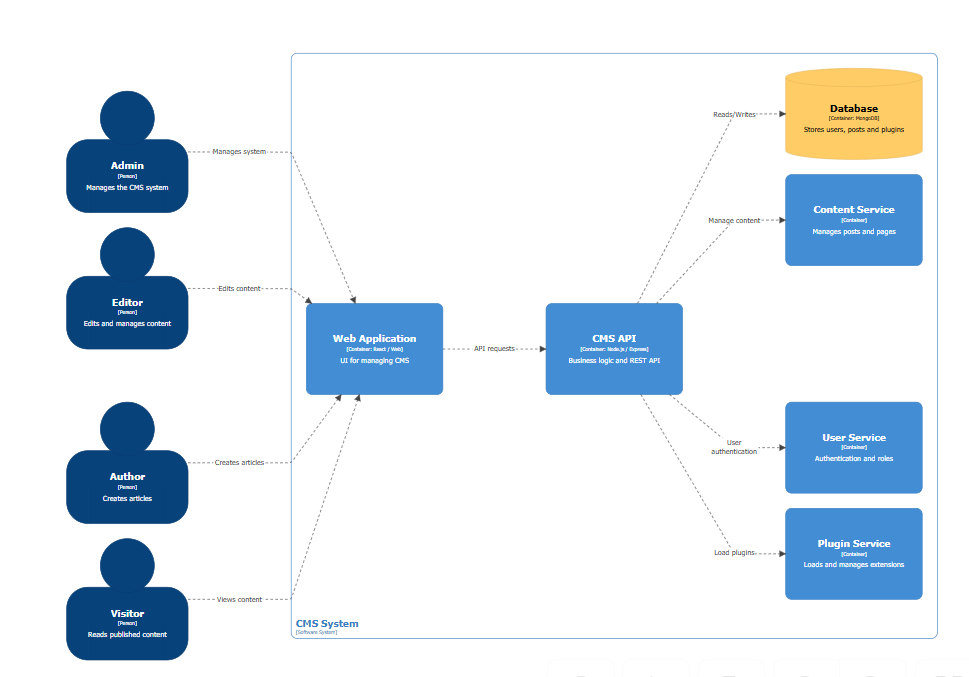 Admin
[Person]
Manages the CMS system
Manages system
Editor
[Person]
Edits and manages content
Edits content
Author
[Person]
Creates articles
Creates articles
Visitor
[Person]
Reads published content
Views content
Web Application
[Container: React / Web]
UI for managing CMS
API requests
CMS API
[Container: Node.js / Express]
Business logic and REST API
Reads/Writes
Database
[Container: MongoDB]
Stores users, posts and plugins
Manage content
Content Service
[Container]
Manages posts and pages
User
authentication
User Service
[Container]
Authentication and roles
Load plugins
Plugin Service
[Container]
Loads and manages extensions
CMS System
[Software System]